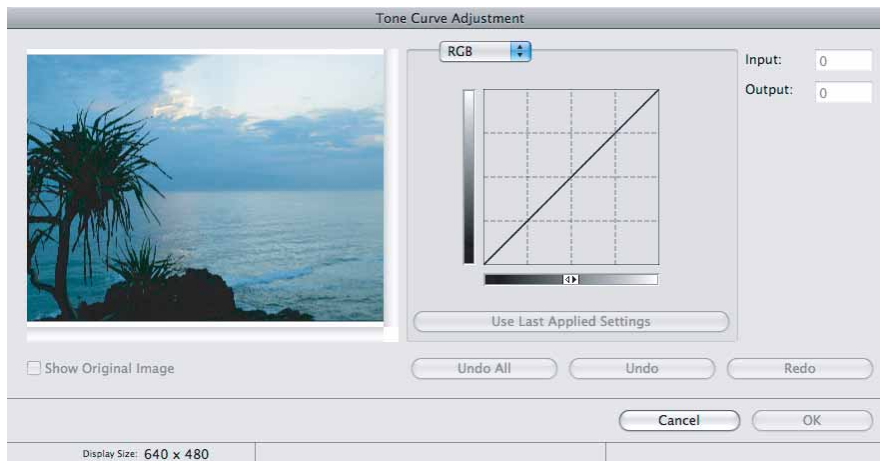 Tone Curve Adjustment
RGB
Input: 0
Output: 0
Use Last Applied Settings
Show Original Image
Undo All
Undo
Redo
Cancel
OK
Display Size: 640 x 480